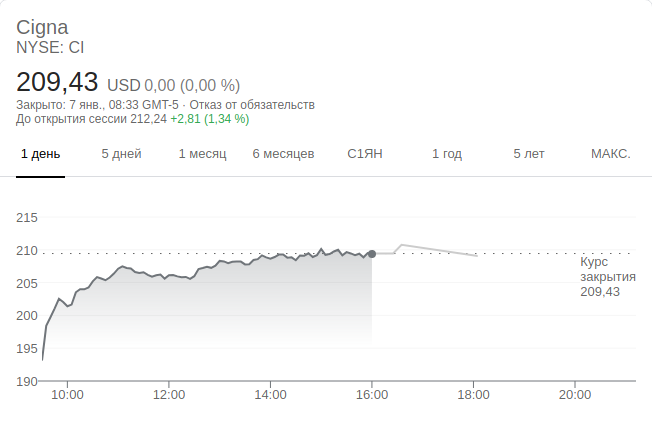 Cigna
NYSE: CI
209,43 USD 0,00 (0,00 %)
Закрыто: 7 янв., 08:33 GMT-5 · Отказ от обязательств
До открытия сессии 212,24 +2,81 (1,34 %)
1 день 5 дней 1 месяц 6 месяцев С1ЯН 1 год 5 лет МАКС.
215
210
Курс
закрытия
209,43
205
200
195
190
10:00 12:00 14:00 16:00 18:00 20:00